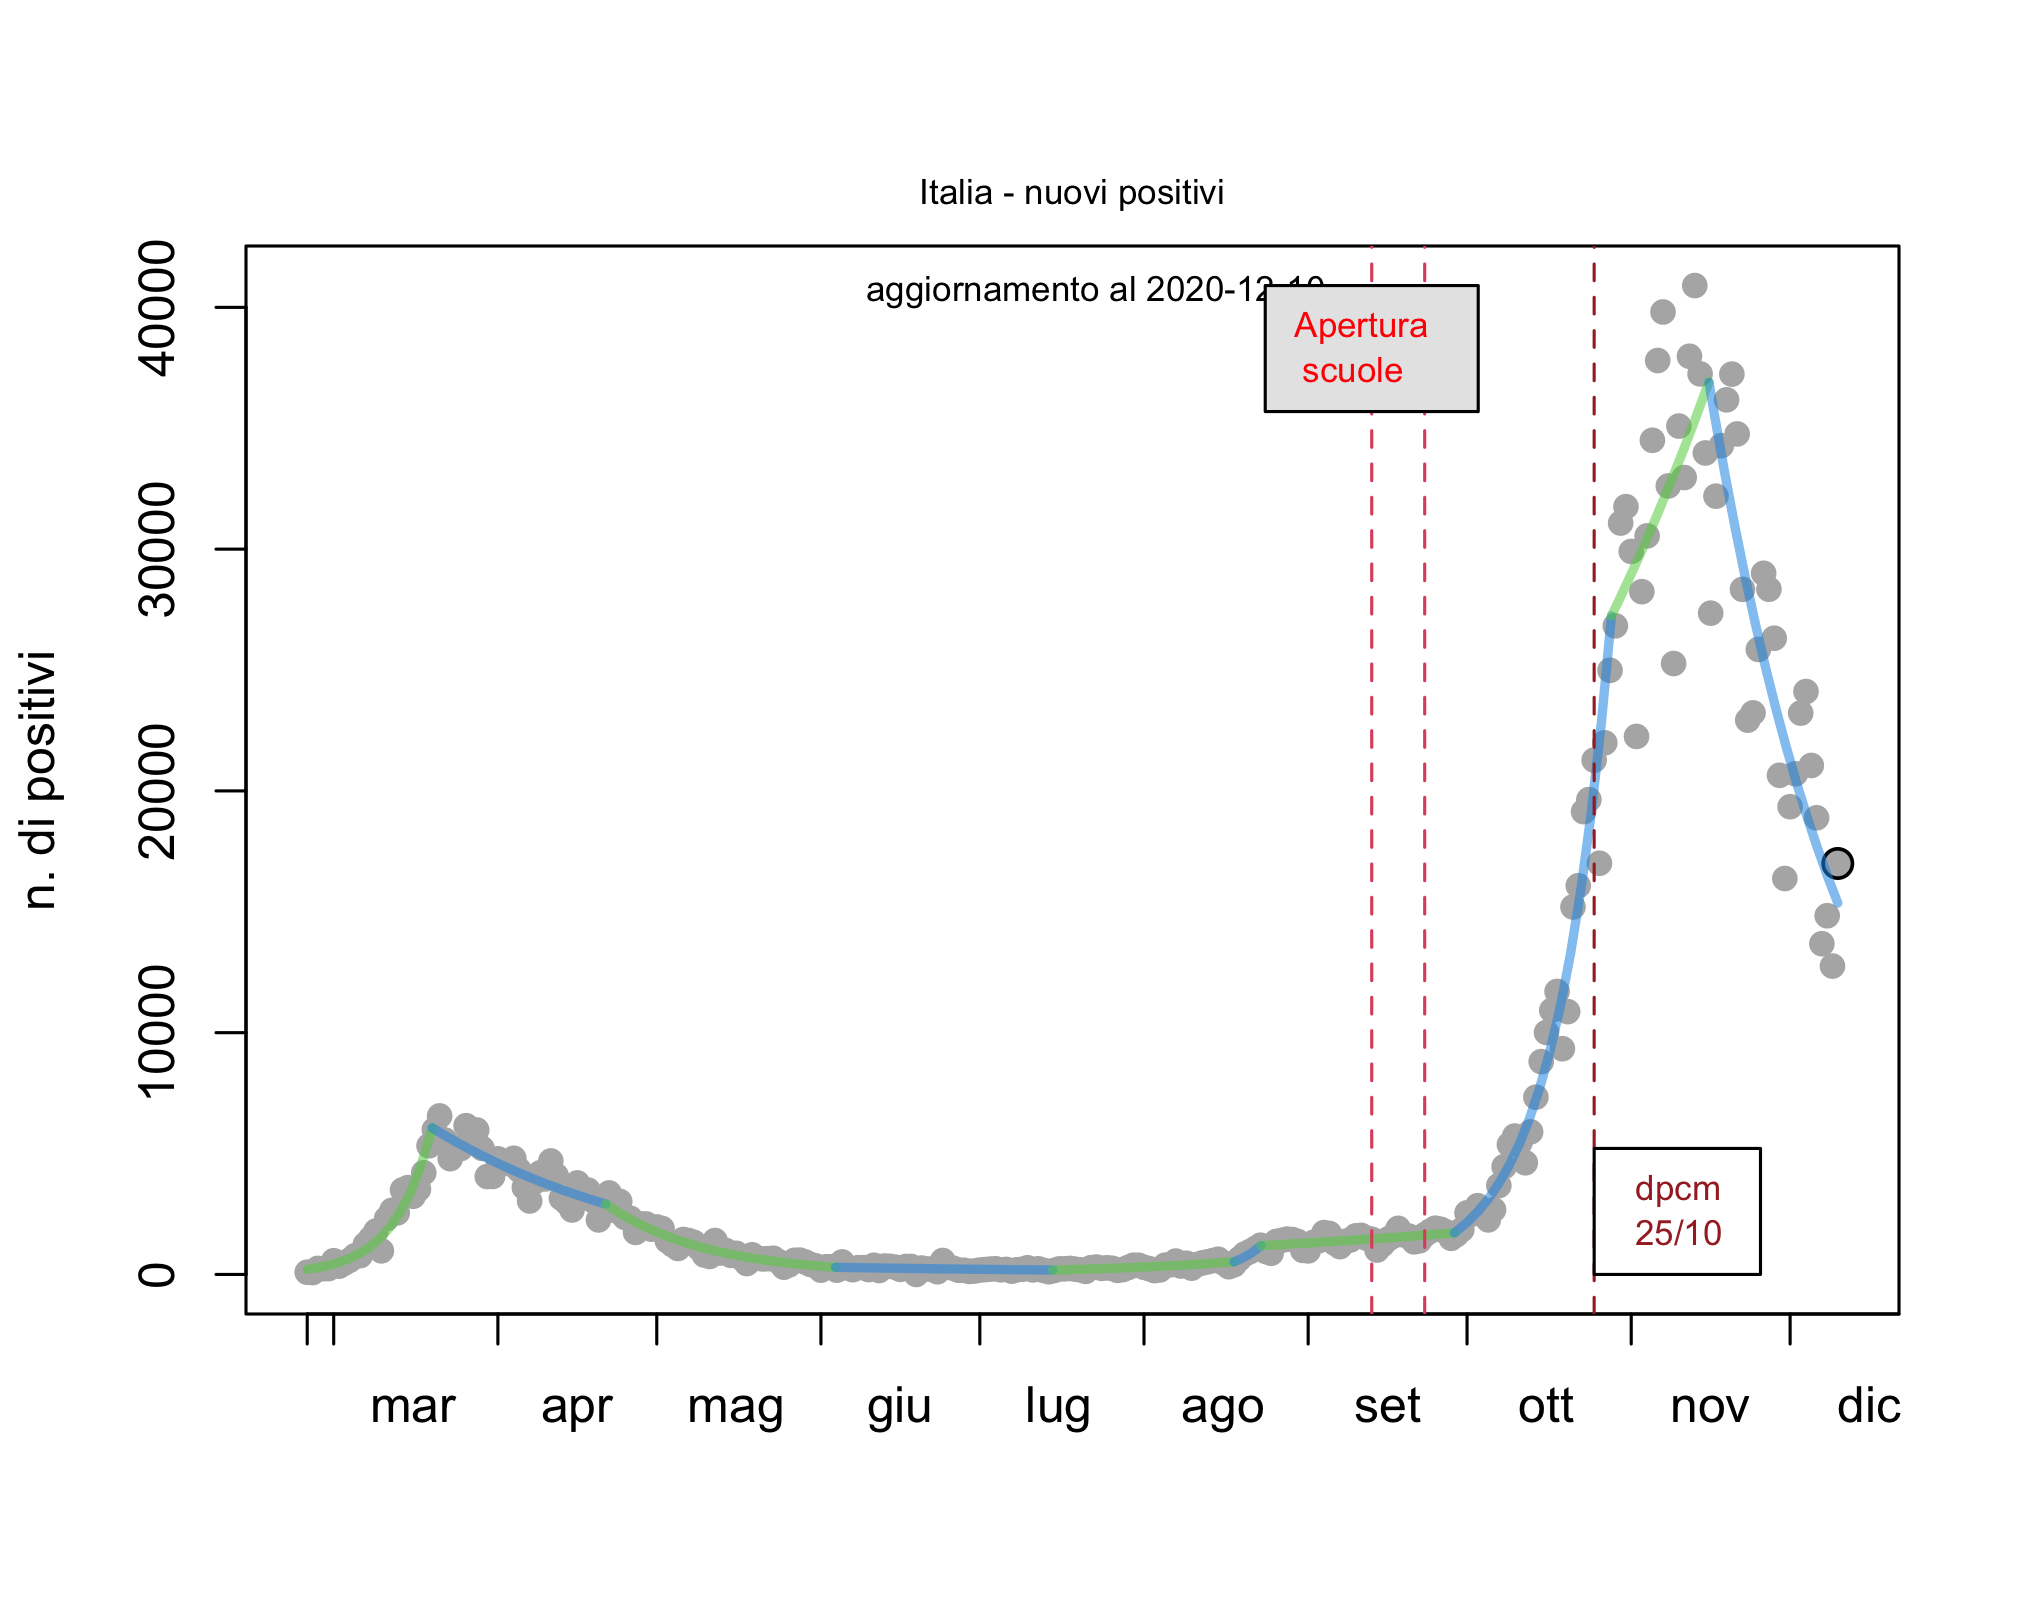 Italia - nuovi positivi
aggiornamento al 2020-12-10
Apertura
scuole
40000
30000
20000
10000
0
n. di positivi
dpcm
25/10
mar apr mag giu lug ago set ott nov dic